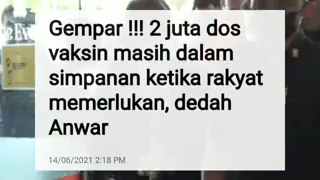 Gempar !!! 2 juta dos
vaksin masih dalam
simpanan ketika rakyat
memerlukan, dedah
Anwar
14/06/2021 2:18 PM